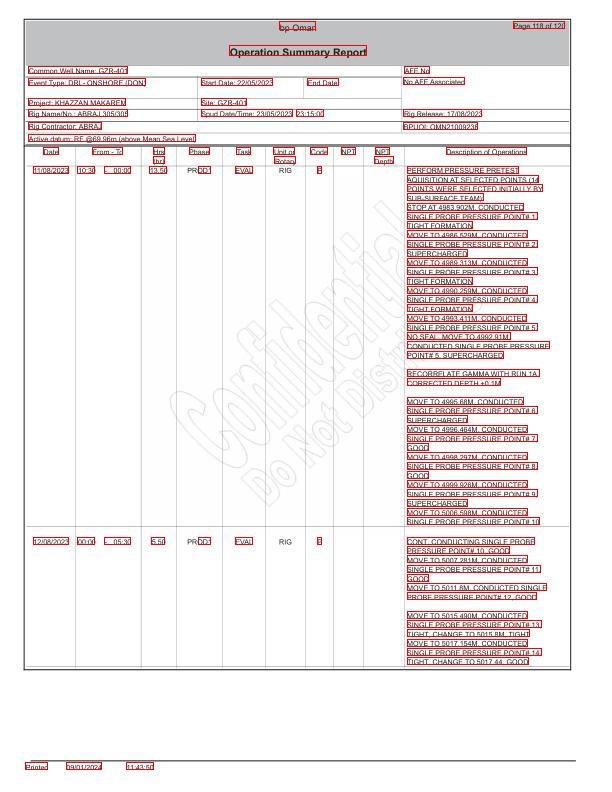 bp Oman
Page 118 of 120
Operation Summary Report
Common Well Name: GZR-401
AFE No
Event Type: DRL- ONSHORE (DON)
Start Date: 22/05/2023
End Date:
No AFE Associated
Project: KHAZZAN MAKAREM
Site: GZR-401
Rig Name/No.: ABRAJ 305/305
Spud Date/Time: 23/05/2023 23:15:00
Rig Release: 17/08/2023
Rig Contractor: ABRAJ
BPUOI: OMN21009236
Active datum: RF @69.96m (above Mean Sea Level)
Date
From - To
Hrs
(hr)
Phase
Task
Unit or
Rotary
Code
NPT
NPT
Depth
Description of Operations
11/08/2023
10:30 - 00:00
13.50
PROD1
EVAL
RIG
P
PERFORM PRESSURE PRETEST
AQUISITION AT SELECTED POINTS (14
POINTS WERE SELECTED INITIALLY BY
SUB-SURFACE TEAM)
STOP AT 4983.902M, CONDUCTED
SINGLE PROBE PRESSURE POINT# 1,
TIGHT FORMATION
MOVE TO 4986.529M, CONDUCTED
SINGLE PROBE PRESSURE POINT# 2,
SUPERCHARGED
MOVE TO 4989.313M, CONDUCTED
SINGLE PROBE PRESSURE POINT# 3,
TIGHT FORMATION
MOVE TO 4990.259M, CONDUCTED
SINGLE PROBE PRESSURE POINT# 4,
TIGHT FORMATION
MOVE TO 4993.411M, CONDUCTED
SINGLE PROBE PRESSURE POINT# 5,
NO SEAL, MOVE TO 4992.91M,
CONDUCTED SINGLE PROBE PRESSURE
POINT# 5, SUPERCHARGED
RECORRELATE GAMMA WITH RUN 1A,
CORRECTED DEPTH +0.1M
MOVE TO 4995.68M, CONDUCTED
SINGLE PROBE PRESSURE POINT# 6,
SUPERCHARGED
MOVE TO 4996.464M, CONDUCTED
SINGLE PROBE PRESSURE POINT# 7,
GOOD
MOVE TO 4998.297M, CONDUCTED
SINGLE PROBE PRESSURE POINT# 8,
GOOD
MOVE TO 4999.926M, CONDUCTED
SINGLE PROBE PRESSURE POINT# 9,
SUPERCHARGED
MOVE TO 5006.598M, CONDUCTED
SINGLE PROBE PRESSURE POINT# 10
12/08/2023
00:00 - 05:30
5.50
PROD1
EVAL
RIG
P
CONT. CONDUCTING SINGLE PROBE
PRESSURE POINT# 10, GOOD
MOVE TO 5007.281M, CONDUCTED
SINGLE PROBE PRESSURE POINT# 11,
GOOD
MOVE TO 5011.8M, CONDUCTED SINGLE
PROBE PRESSURE POINT# 12, GOOD
MOVE TO 5015.490M, CONDUCTED
SINGLE PROBE PRESSURE POINT# 13,
TIGHT, CHANGE TO 5015.8M, TIGHT
MOVE TO 5017.154M, CONDUCTED
SINGLE PROBE PRESSURE POINT# 14,
TIGHT, CHANGE TO 5017.44, GOOD
Confidential
Do Not Distri
Printed 09/01/2024 11:43:50